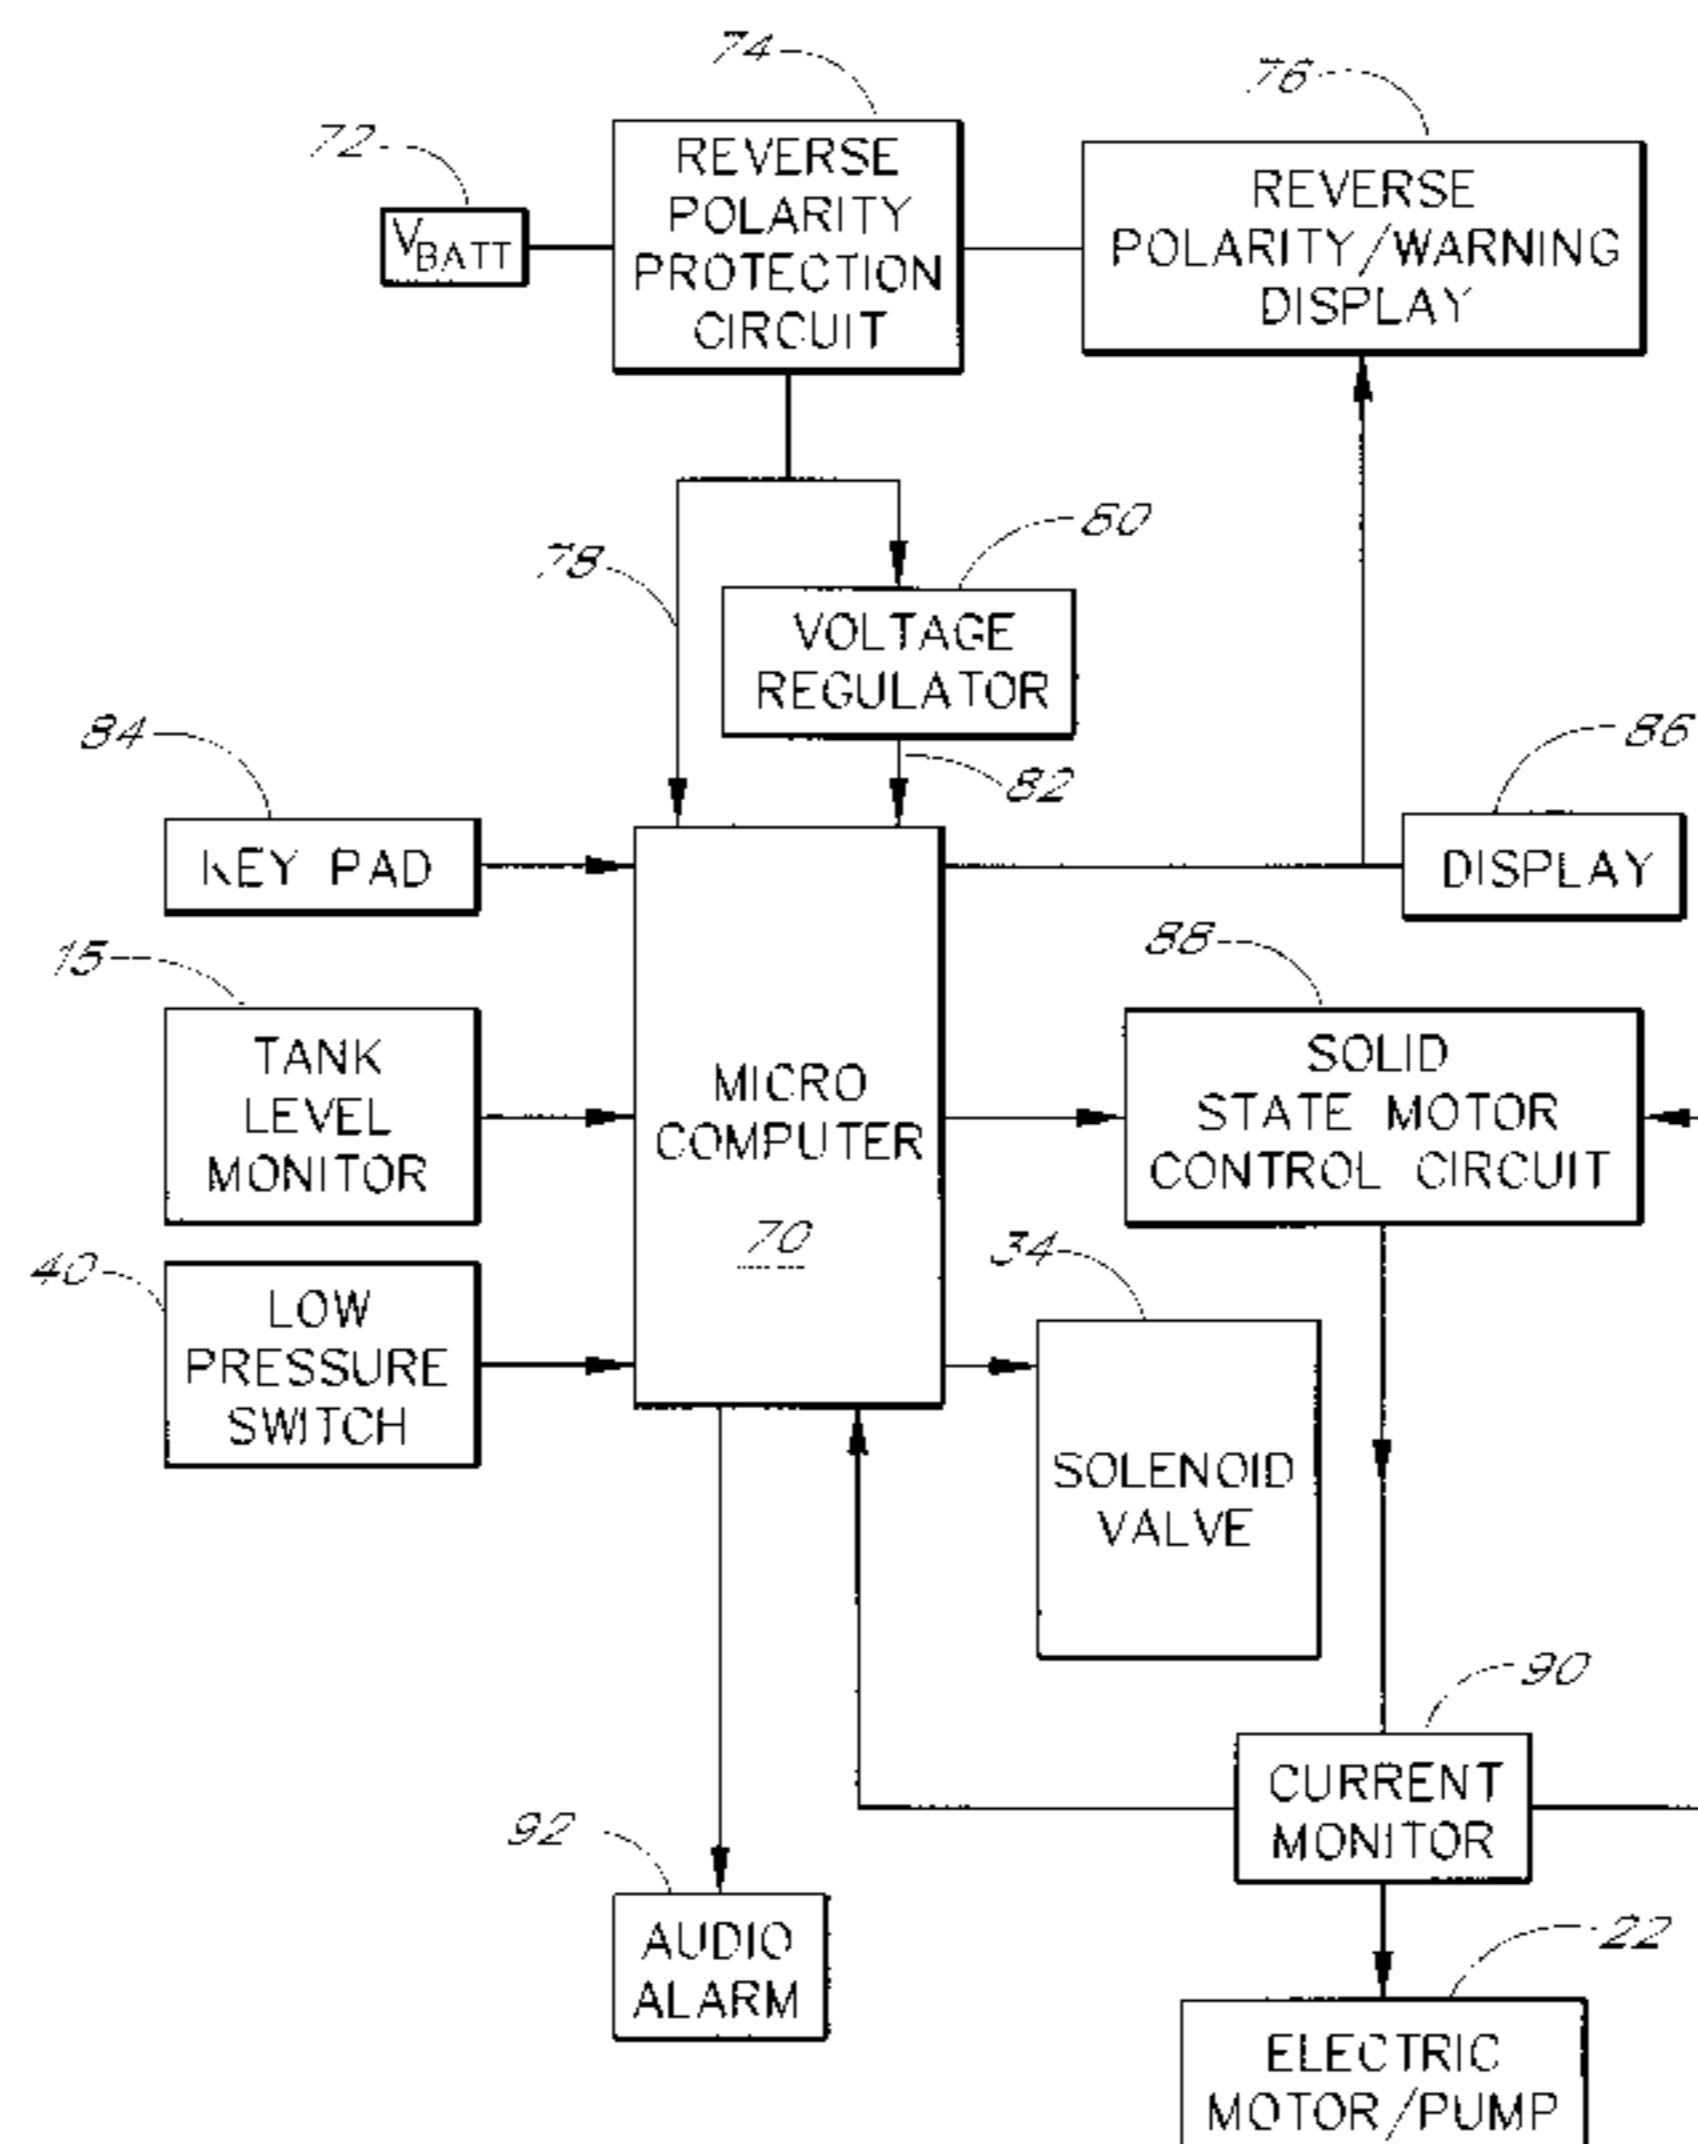 74
76
72
V BATT
REVERSE
POLARITY
PROTECTION
CIRCUIT
REVERSE
POLARITY/WARNING
DISPLAY
78
80
VOLTAGE
REGULATOR
82
84
KEY PAD
86
DISPLAY
15
TANK
LEVEL
MONITOR
MICRO
COMPUTER
70
88
SOLID
STATE MOTOR
CONTROL CIRCUIT
40
LOW
PRESSURE
SWITCH
34
SOLENOID
VALVE
90
CURRENT
MONITOR
92
AUDIO
ALARM
22
ELECTRIC
MOTOR/PUMP